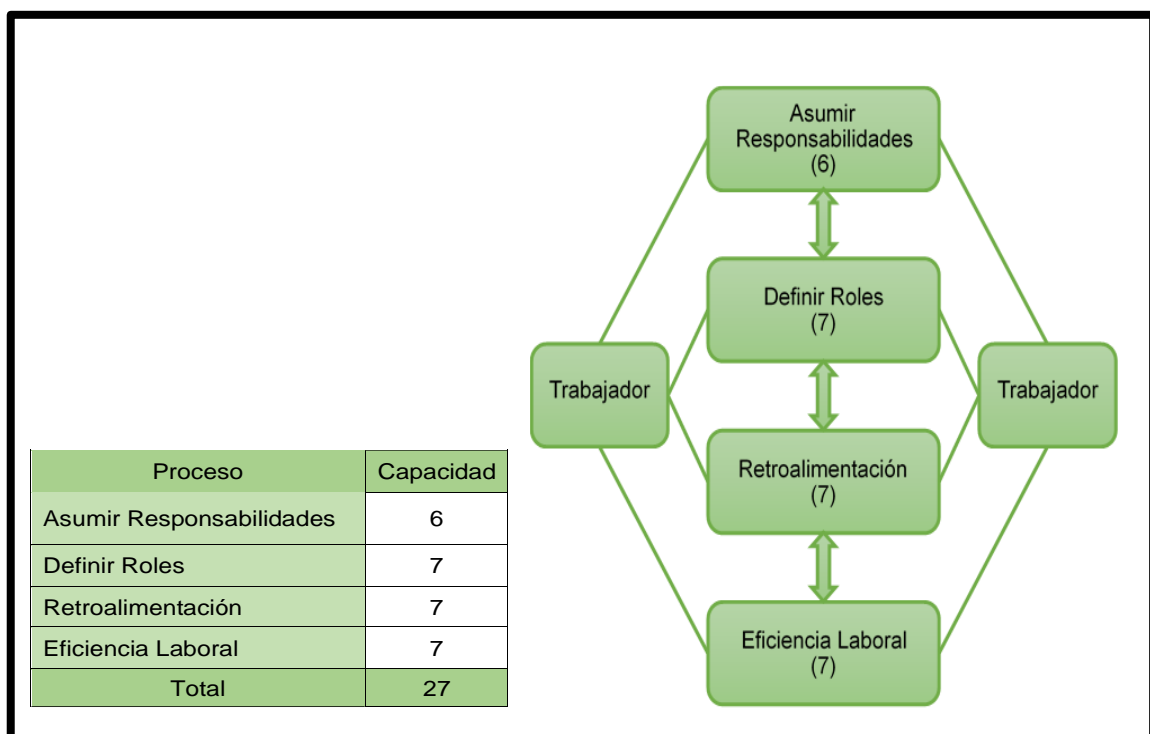 Asumir
Responsabilidades
(6)
Definir Roles
(7)
Trabajador
Trabajador
Retroalimentación
(7)
Eficiencia Laboral
(7)
Proceso Capacidad
Asumir Responsabilidades 6
Definir Roles 7
Retroalimentación 7
Eficiencia Laboral 7
Total 27